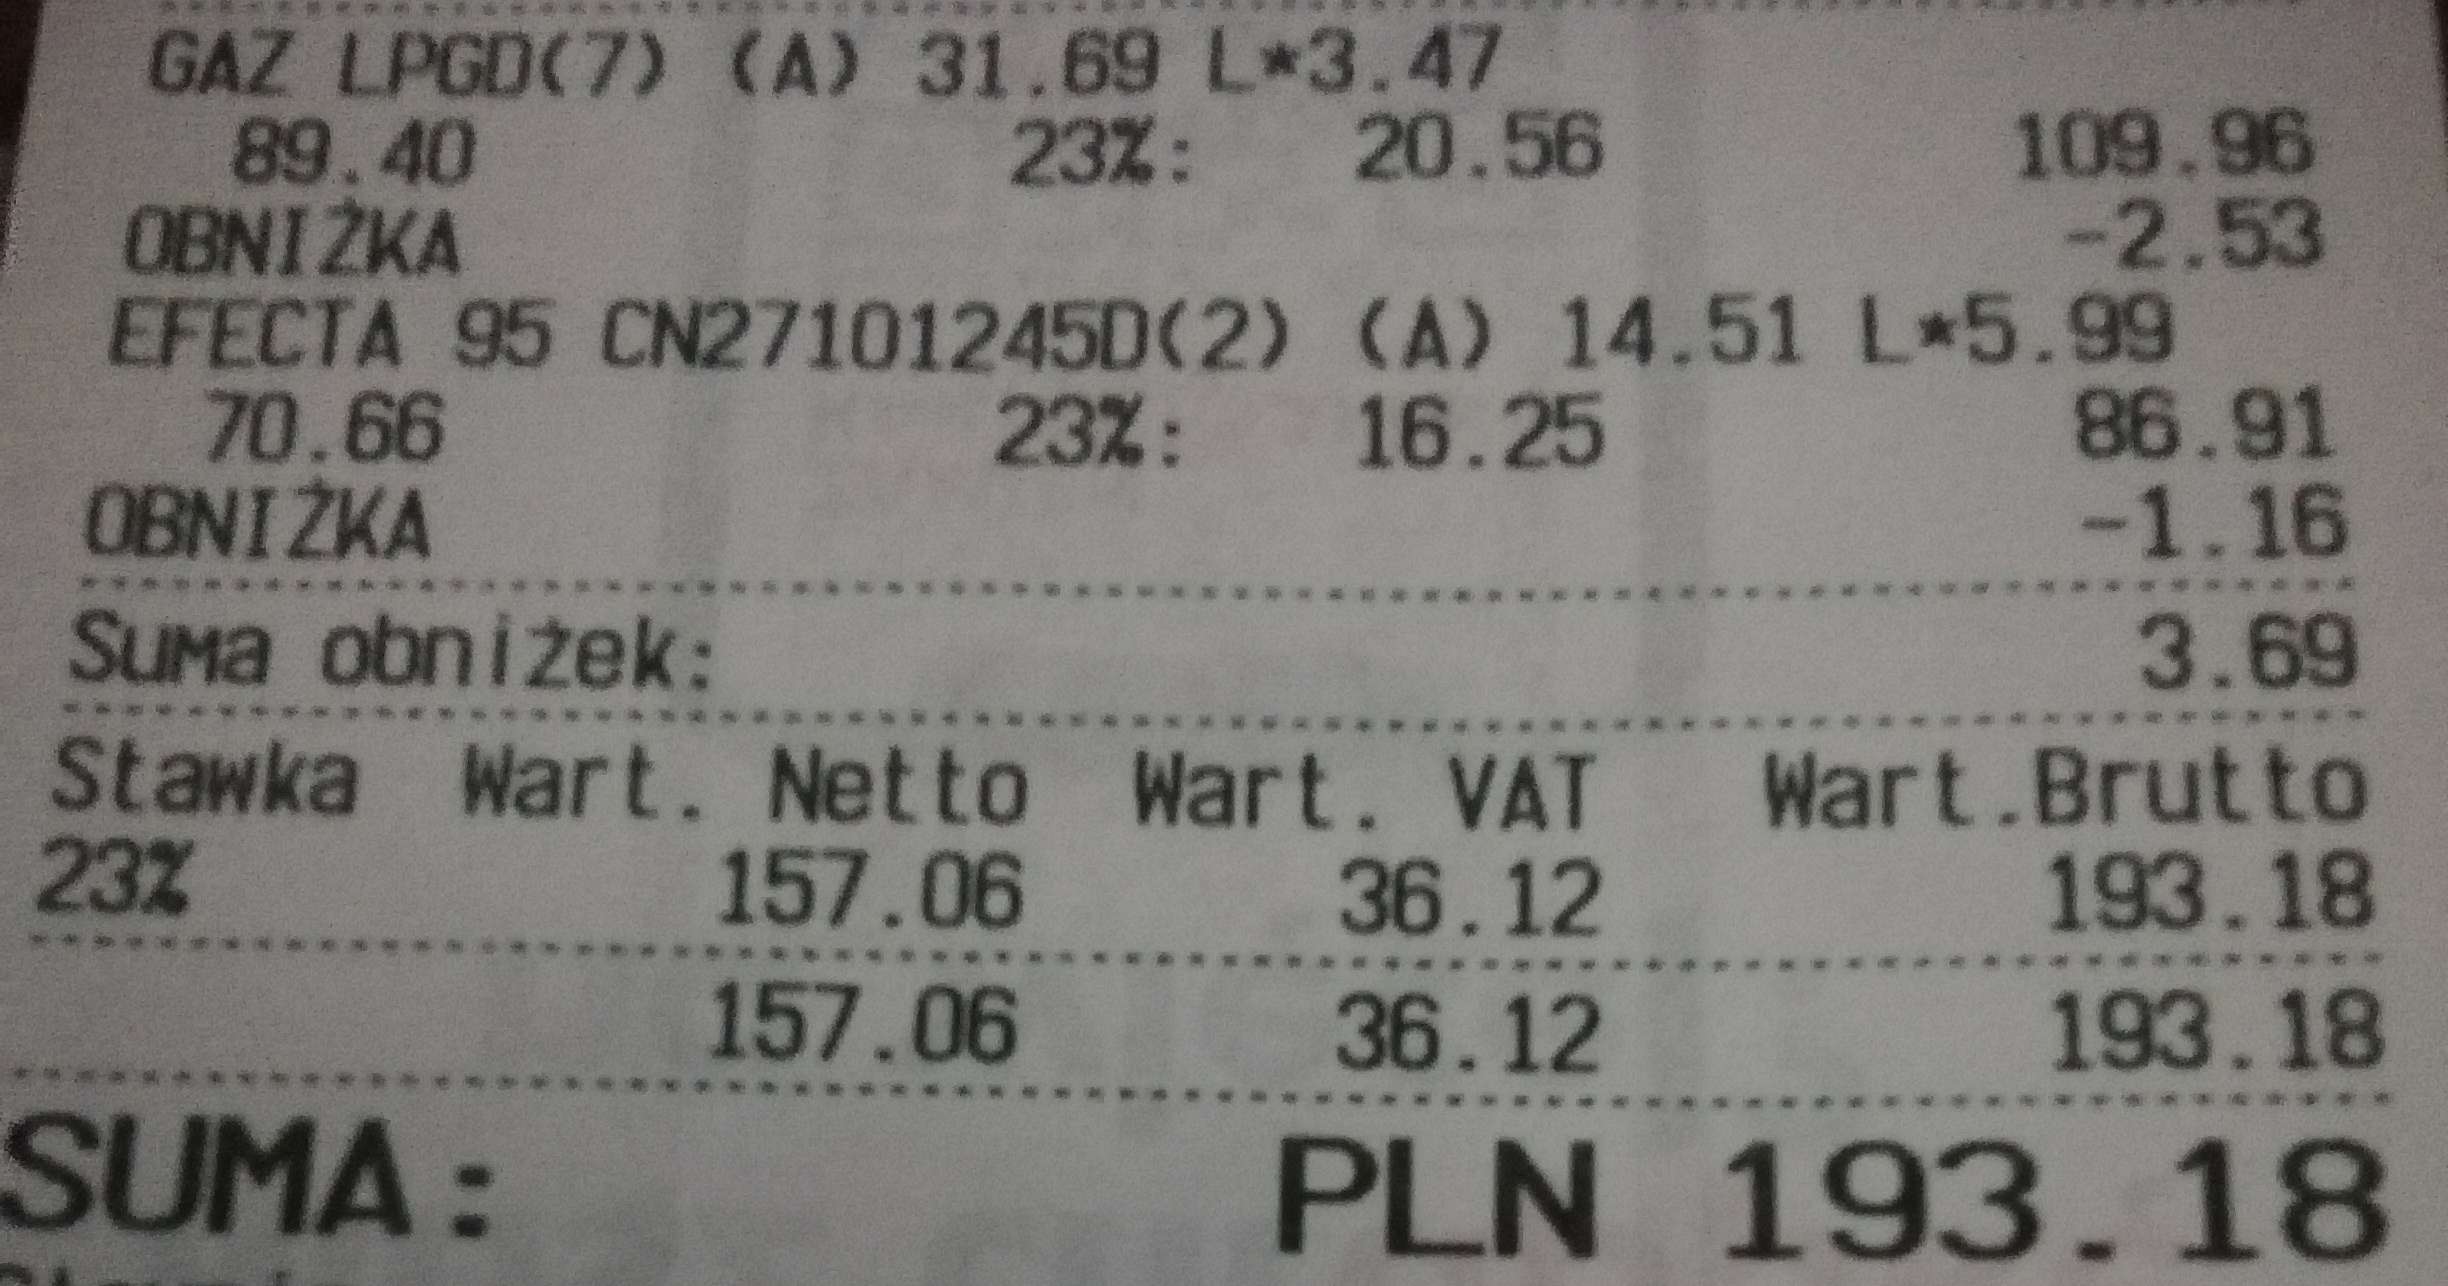 GAZ LPGD(7) (A) 31.69 L*3.47
89.40 23%: 20.56 109.96
OBNIŻKA -2.53
EFECTA 95 CN27101245D(2) (A) 14.51 L*5.99
70.66 23%: 16.25 86.91
OBNIŻKA -1.16
Suma obniżek: 3.69
Stawka Wart. Netto Wart. VAT Wart.Brutto
23% 157.06 36.12 193.18
157.06 36.12 193.18
SUMA: PLN 193.18